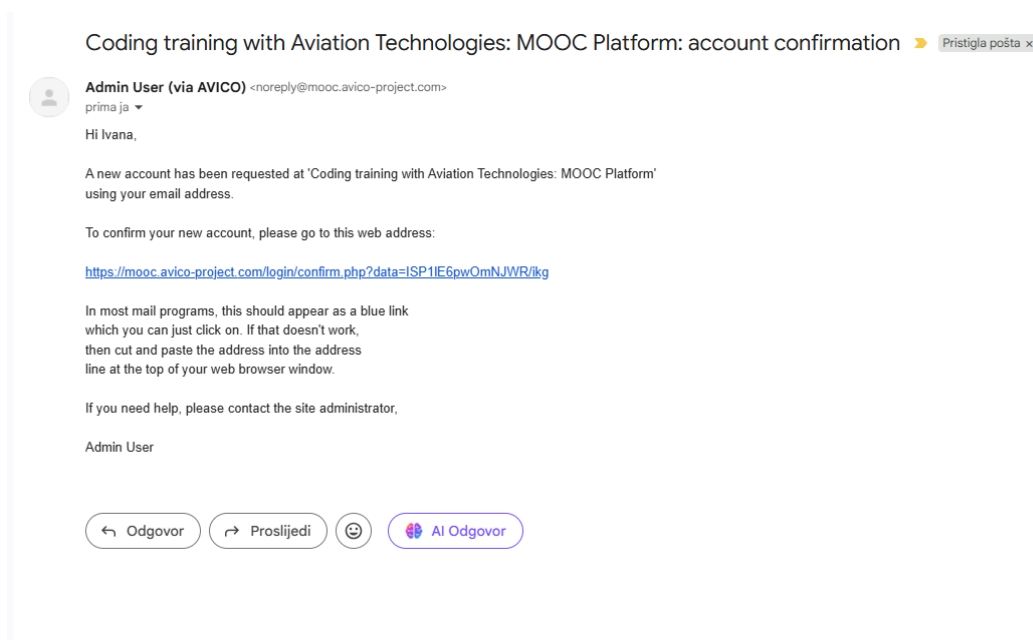 Coding training with Aviation Technologies: MOOC Platform: account confirmation Pristigla pošta x
Admin User (via AVICO) <noreply@mooc.avico-project.com>
prima ja
Hi Ivana,
A new account has been requested at 'Coding training with Aviation Technologies: MOOC Platform'
using your email address.
To confirm your new account, please go to this web address:
https://mooc.avico-project.com/login/confirm.php?data=ISP1IE6pwOmNJWR/ikg
In most mail programs, this should appear as a blue link
which you can just click on. If that doesn't work,
then cut and paste the address into the address
line at the top of your web browser window.
If you need help, please contact the site administrator,
Admin User
Odgovor Proslijedi AI Odgovor